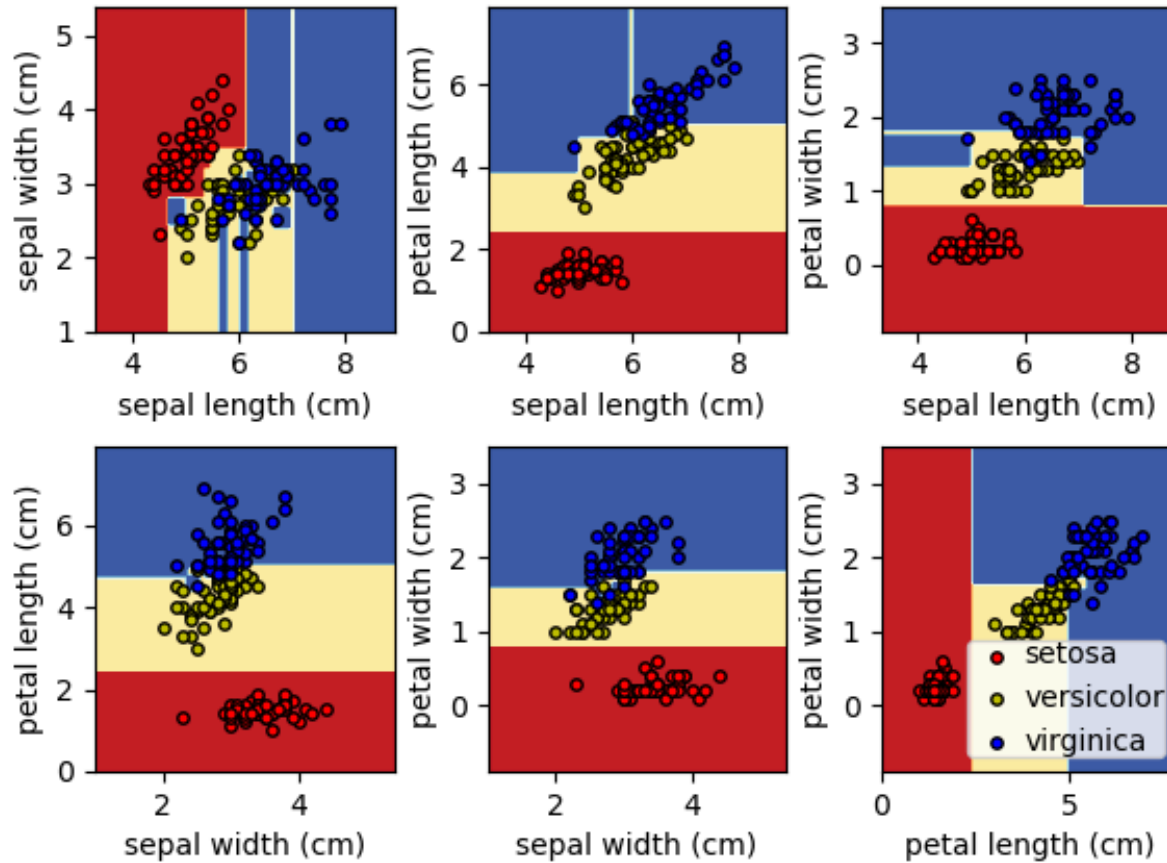 5
4
3
2
1
sepal width (cm)
4
6
8
sepal length (cm)
6
4
2
0
petal length (cm)
4
6
8
sepal length (cm)
3
2
1
0
petal width (cm)
4
6
8
sepal length (cm)
6
4
2
0
petal length (cm)
2
4
sepal width (cm)
3
2
1
0
petal width (cm)
2
4
sepal width (cm)
3
2
1
0
petal width (cm)
0
5
petal length (cm)
setosa
versicolor
virginica